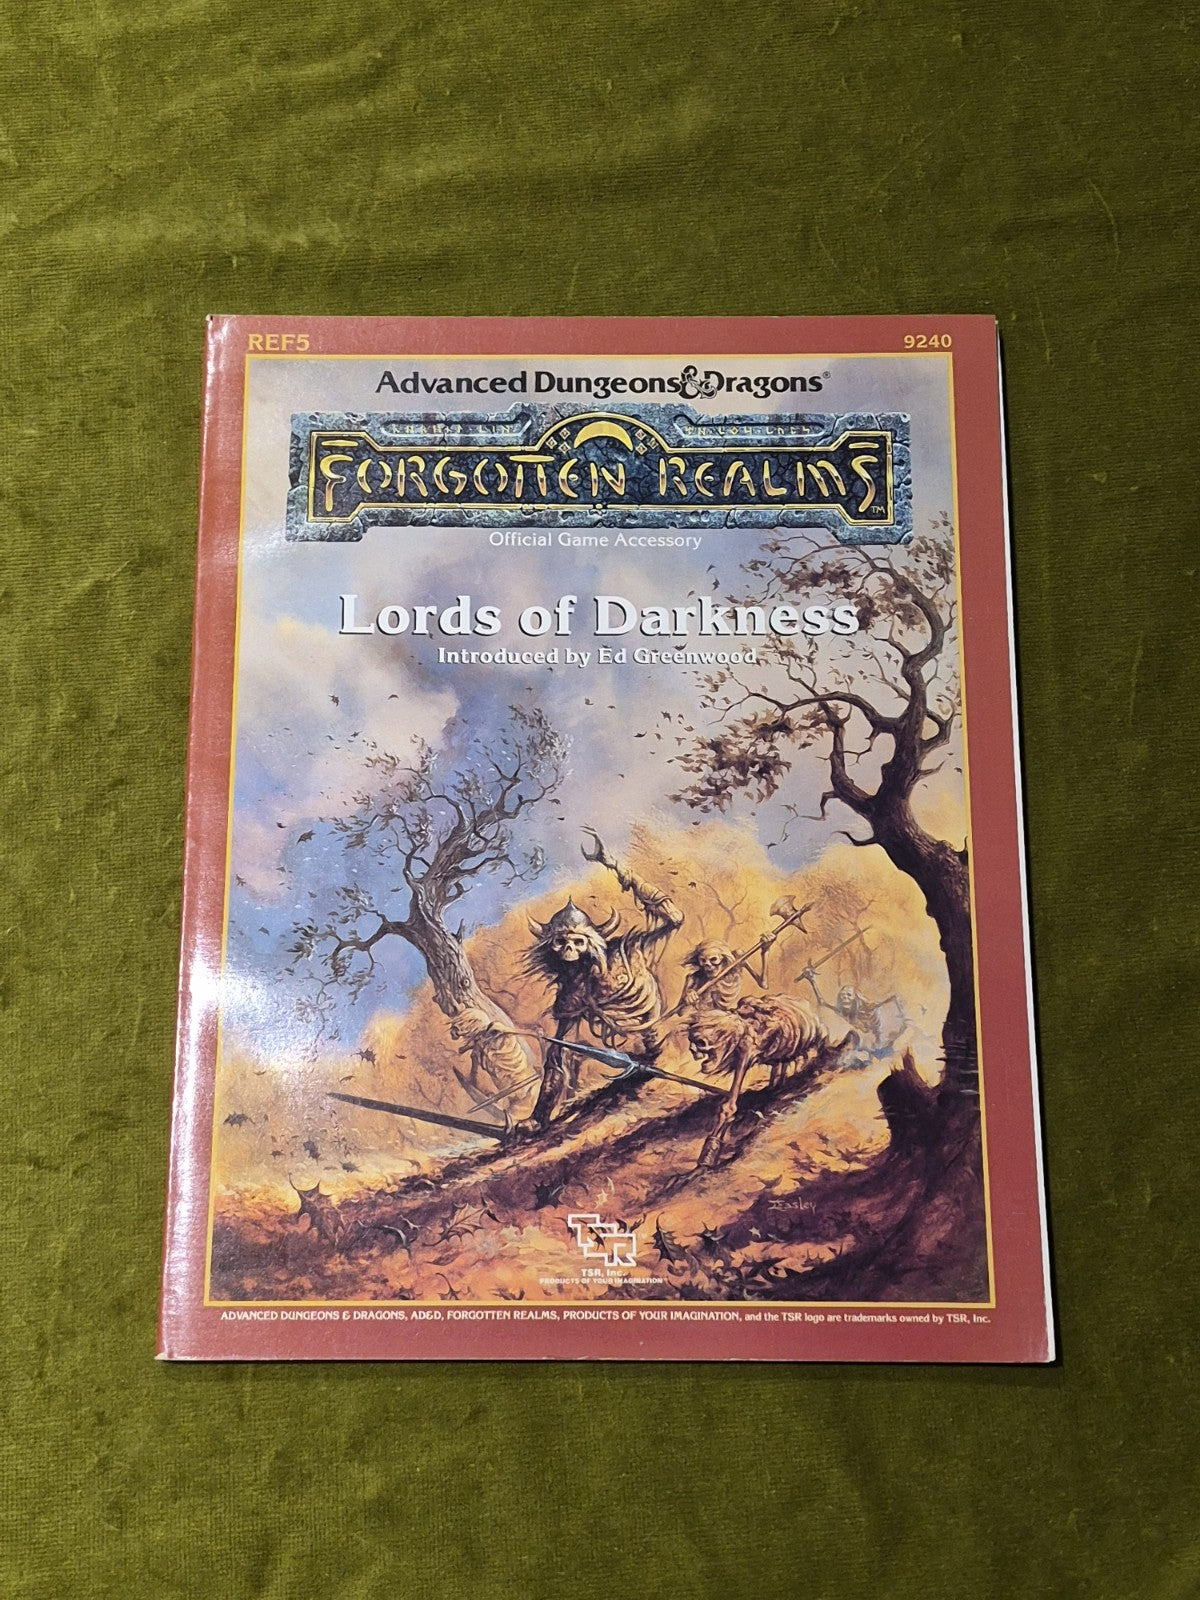 REF5
9240
Advanced Dungeons & Dragons®
FORGOTTEN REALMS™
Official Game Accessory
Lords of Darkness
Introduced by Ed Greenwood
Easley
TSR
TSR, Inc.
PRODUCTS OF YOUR IMAGINATION™
ADVANCED DUNGEONS & DRAGONS, AD&D, FORGOTTEN REALMS, PRODUCTS OF YOUR IMAGINATION, and the TSR logo are trademarks owned by TSR, Inc.